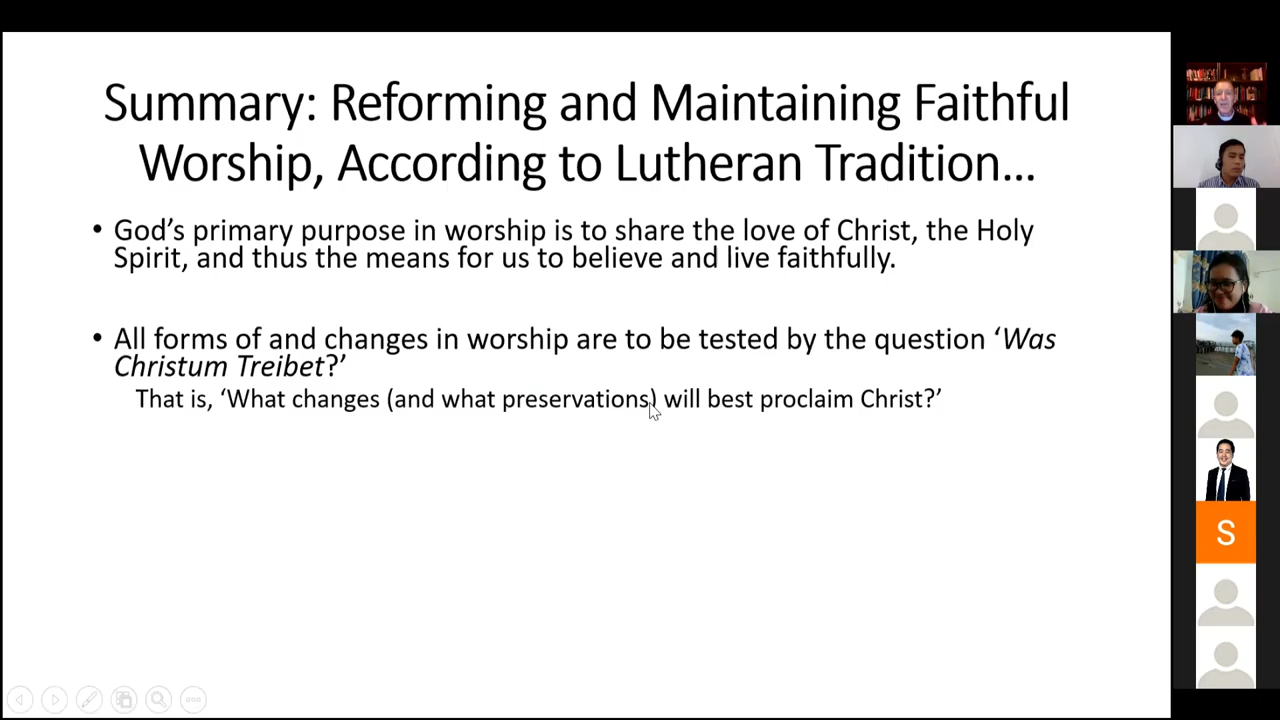 Summary: Reforming and Maintaining Faithful
Worship, According to Lutheran Tradition...
• God’s primary purpose in worship is to share the love of Christ, the Holy
Spirit, and thus the means for us to believe and live faithfully.
• All forms of and changes in worship are to be tested by the question ‘Was
Christum Treibet?’
That is, ‘What changes (and what preservations) will best proclaim Christ?’
S